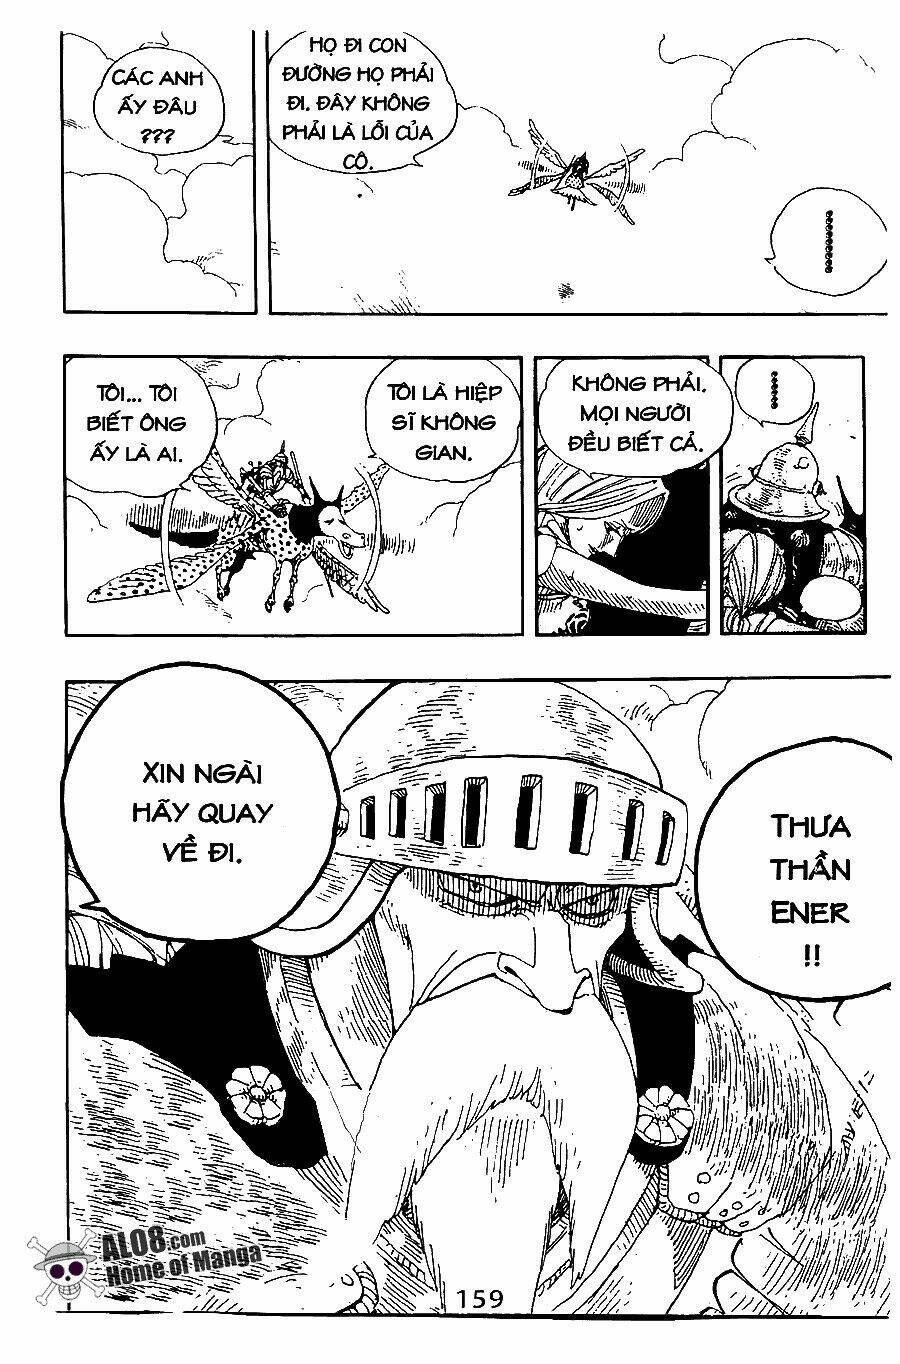 .........
HỌ ĐI CON
ĐƯỜNG HỌ PHẢI
ĐI. ĐÂY KHÔNG
PHẢI LÀ LỖI CỦA
CÔ.
CÁC ANH
ẤY ĐÂU
???
......
KHÔNG PHẢI.
MỌI NGƯỜI
ĐỀU BIẾT CẢ.
TÔI LÀ HIỆP
SĨ KHÔNG
GIAN.
TÔI... TÔI
BIẾT ÔNG
ẤY LÀ AI.
THƯA
THẦN
ENER
!!
XIN NGÀI
HÃY QUAY
VỀ ĐI.
AL08.com
Home of Manga
159